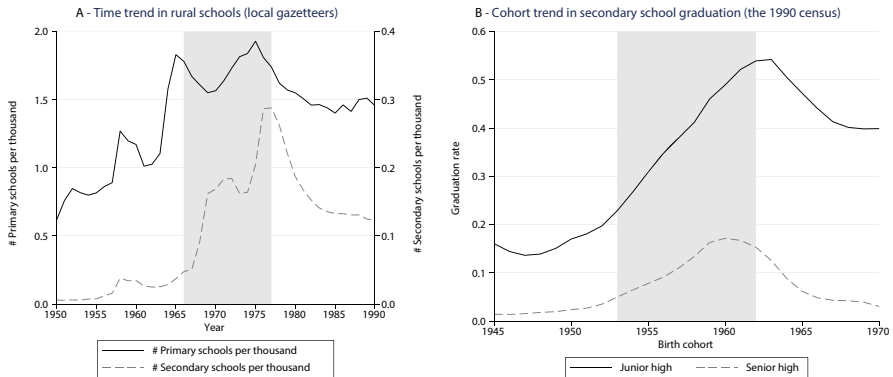 A - Time trend in rural schools (local gazetteers)
2.0
1.5
1.0
0.5
0.0
# Primary schools per thousand
0.4
0.3
0.2
0.1
0.0
# Secondary schools per thousand
1950 1955 1960 1965 1970 1975 1980 1985 1990
Year
# Primary schools per thousand
# Secondary schools per thousand
B - Cohort trend in secondary school graduation (the 1990 census)
0.6
0.5
0.4
0.3
0.2
0.1
0.0
Graduation rate
1945 1950 1955 1960 1965 1970
Birth cohort
Junior high Senior high